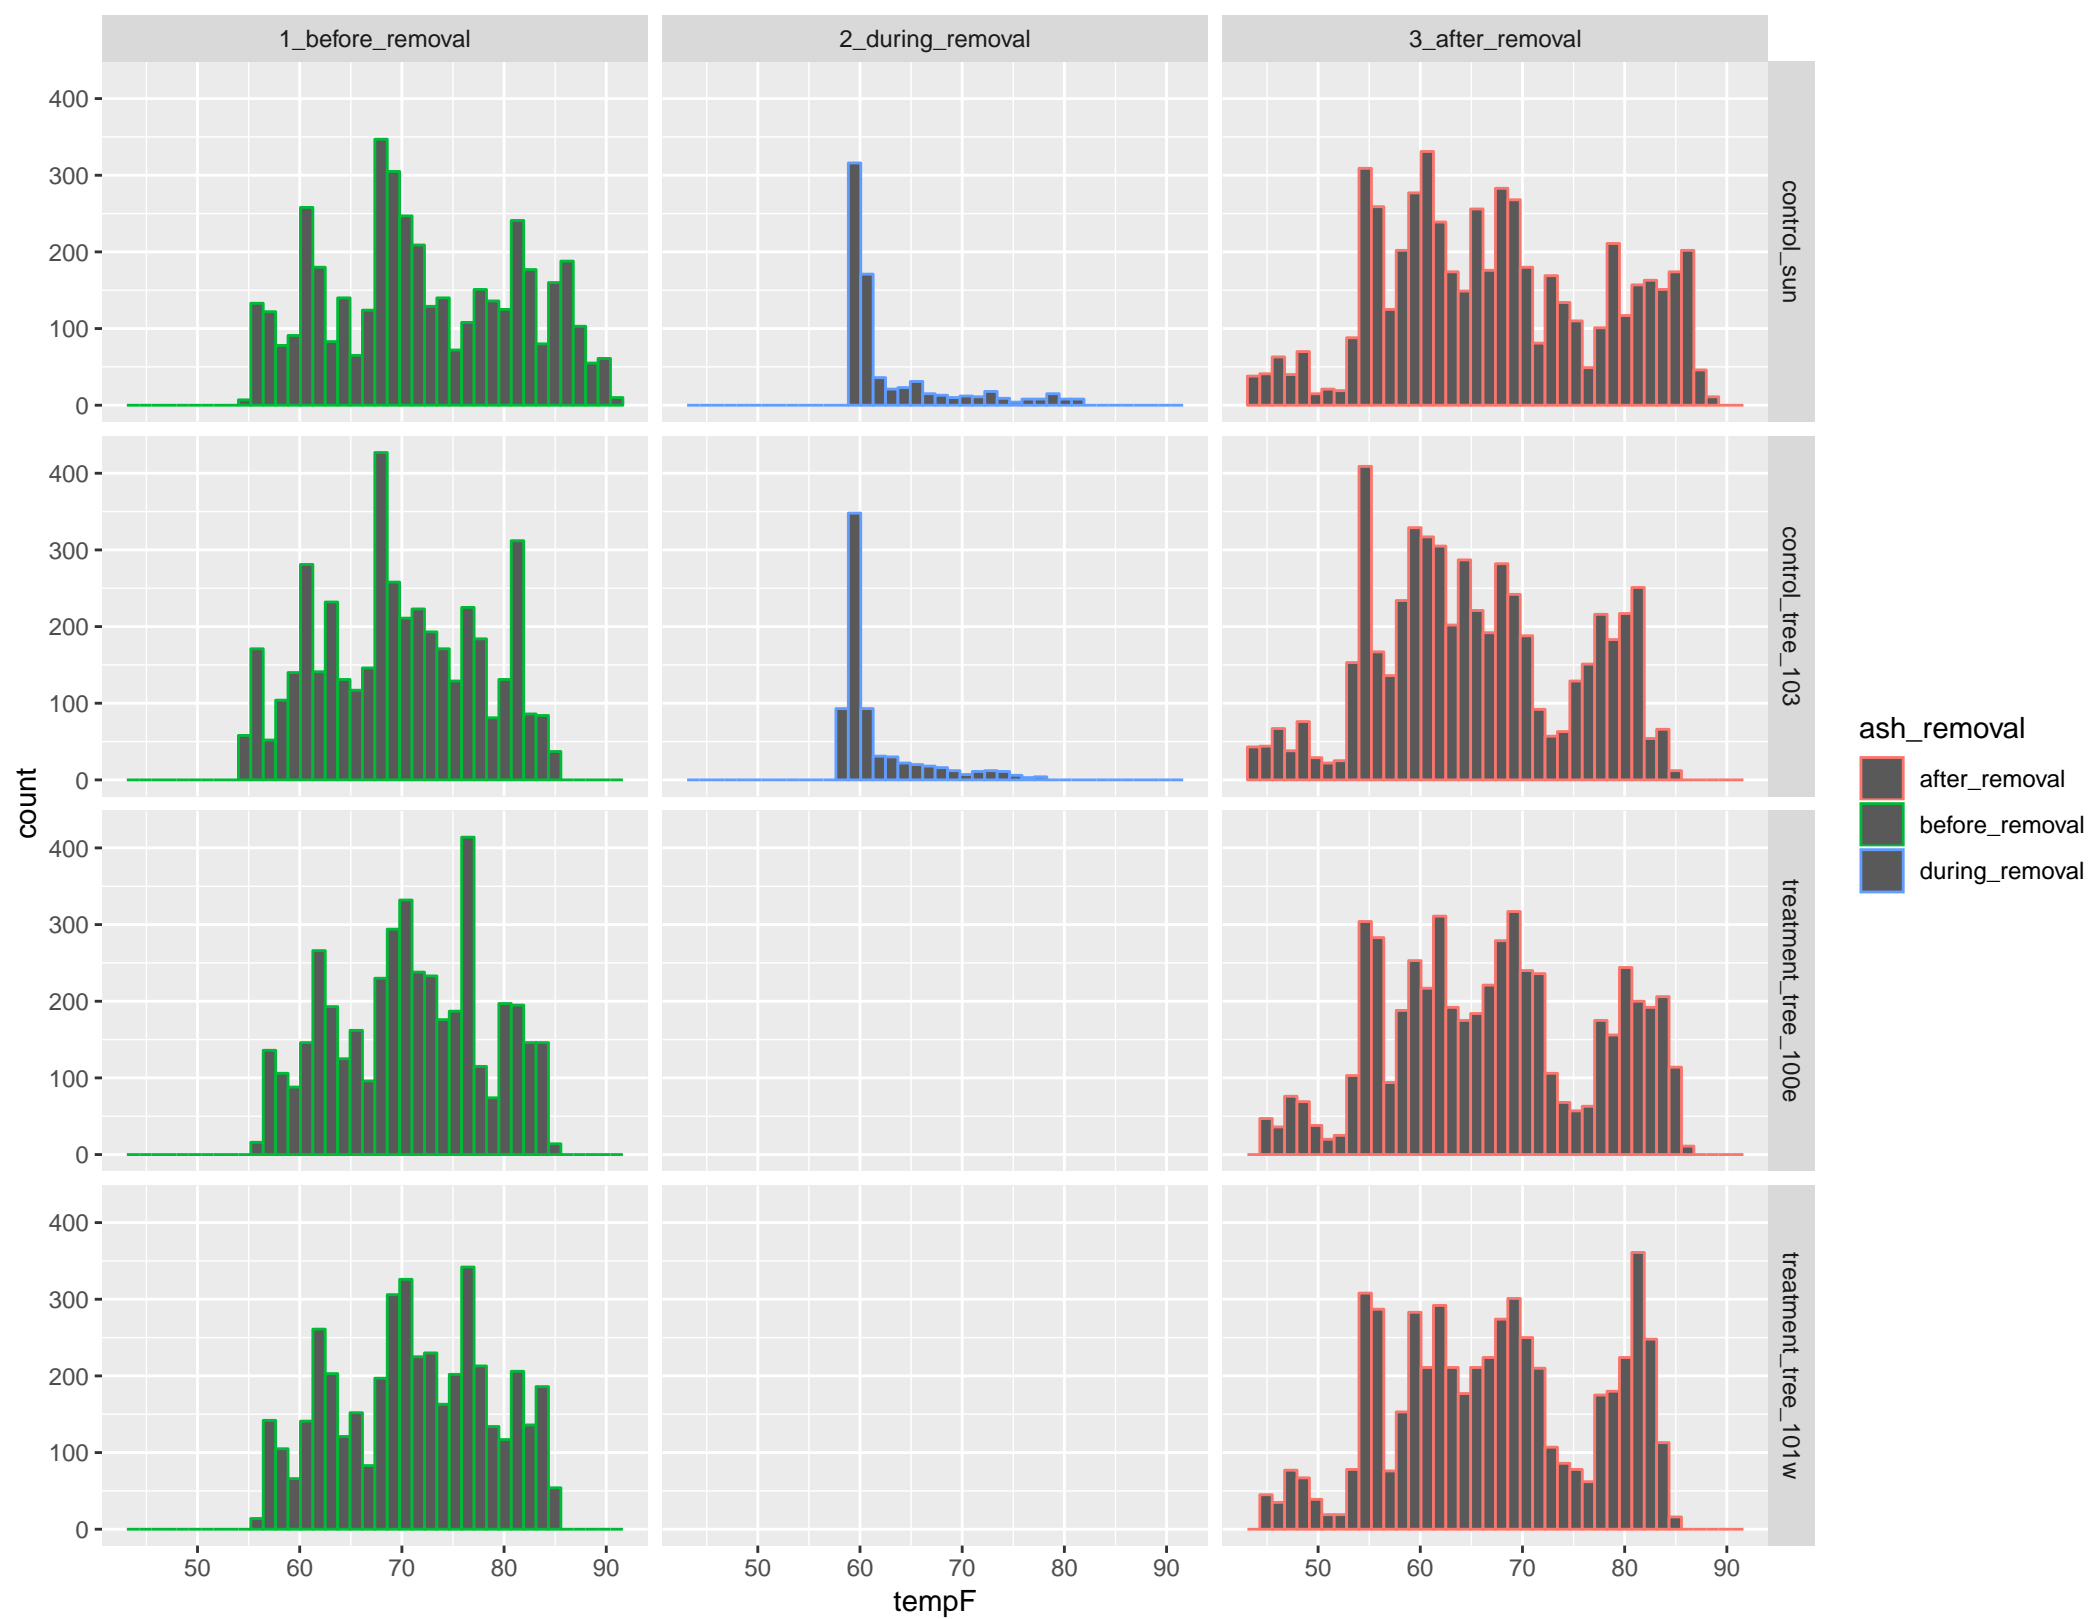 1_before_removal 2_during_removal 3_after_removal
400
300
200
100
0
control_sun
400
300
200
100
0
control_tree_103
400
300
200
100
0
treatment_tree_100e
400
300
200
100
0
treatment_tree_101w
50 60 70 80 90 50 60 70 80 90 50 60 70 80 90
tempF
count
ash_removal
after_removal
before_removal
during_removal